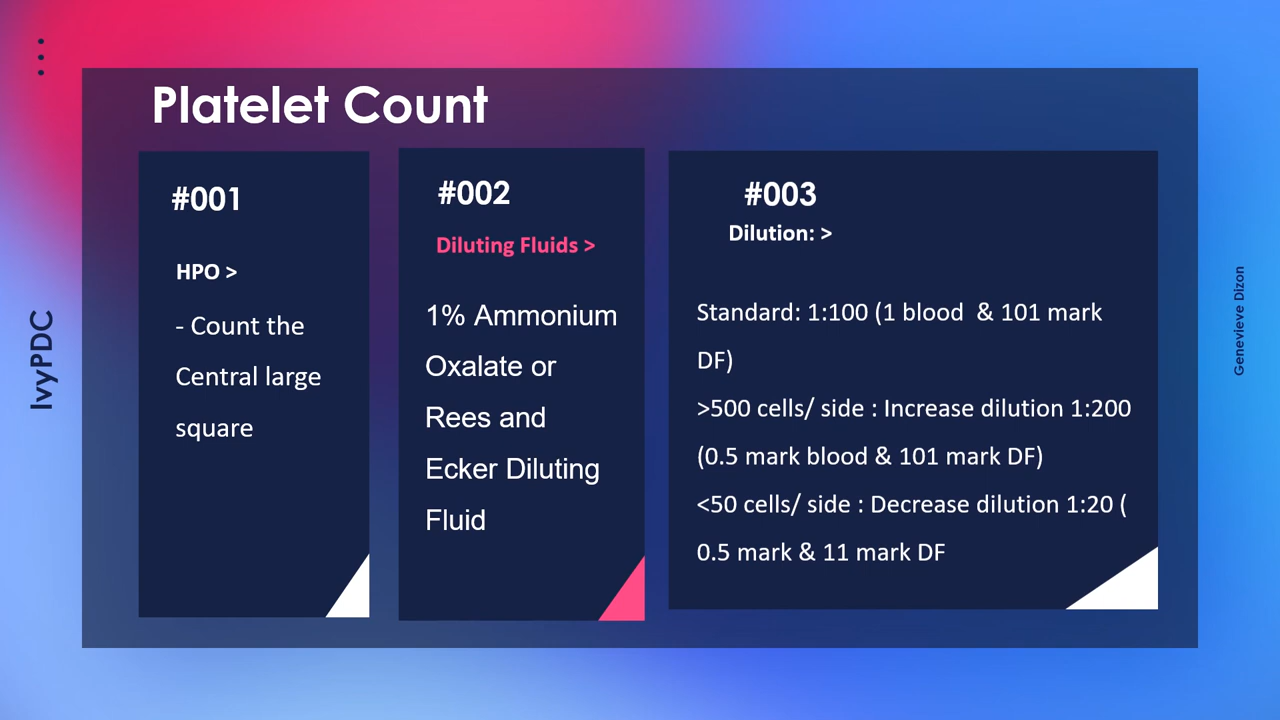 Platelet Count
#001
HPO >
- Count the
Central large
square
#002
Diluting Fluids >
1% Ammonium
Oxalate or
Rees and
Ecker Diluting
Fluid
#003
Dilution: >
Standard: 1:100 (1 blood  & 101 mark
DF)
>500 cells/ side : Increase dilution 1:200
(0.5 mark blood & 101 mark DF)
<50 cells/ side : Decrease dilution 1:20 (
0.5 mark & 11 mark DF
IvyPDC
Genevieve Dizon